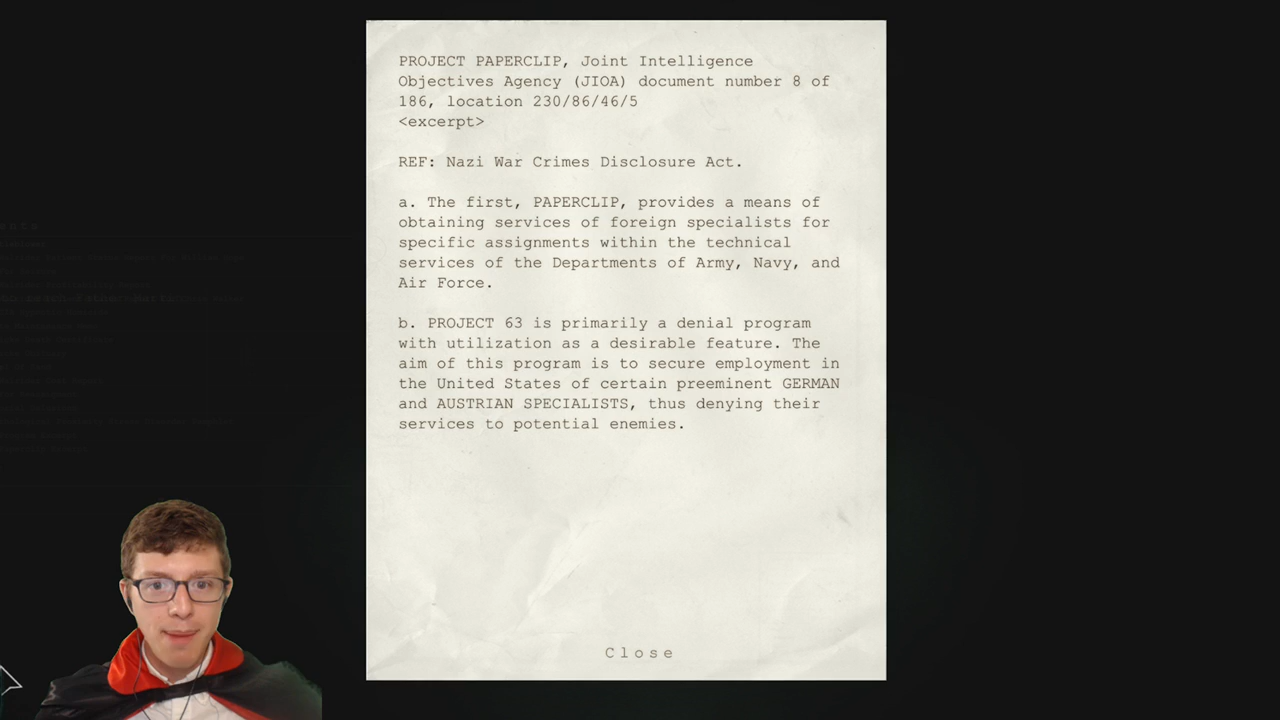 PROJECT PAPERCLIP, Joint Intelligence
Objectives Agency (JIOA) document number 8 of
186, location 230/86/46/5
<excerpt>
REF: Nazi War Crimes Disclosure Act.
a. The first, PAPERCLIP, provides a means of
obtaining services of foreign specialists for
specific assignments within the technical
services of the Departments of Army, Navy, and
Air Force.
b. PROJECT 63 is primarily a denial program
with utilization as a desirable feature. The
aim of this program is to secure employment in
the United States of certain preeminent GERMAN
and AUSTRIAN SPECIALISTS, thus denying their
services to potential enemies.
Close